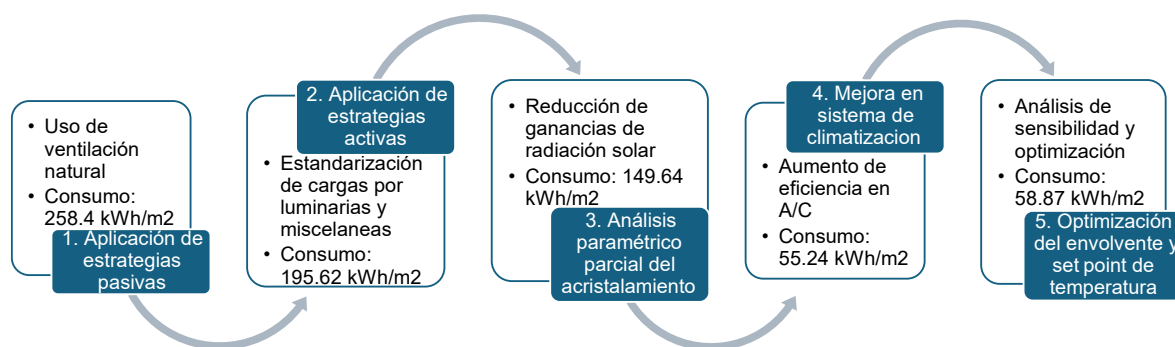 • Uso de
ventilación
natural
• Consumo:
258.4 kWh/m2
1. Aplicación de
estrategias
pasivas
2. Aplicación de
estrategias
activas
• Estandarización
de cargas por
luminarias y
miscelaneas
• Consumo:
195.62 kWh/m2
• Reducción de
ganancias de
radiación solar
• Consumo: 149.64
kWh/m2
3. Análisis
paramétrico
parcial del
acristalamiento
4. Mejora en
sistema de
climatizacion
• Aumento de
eficiencia en
A/C
• Consumo:
55.24 kWh/m2
• Análisis de
sensibilidad y
optimización
• Consumo:
58.87 kWh/m2
5. Optimización
del envolvente y
set point de
temperatura